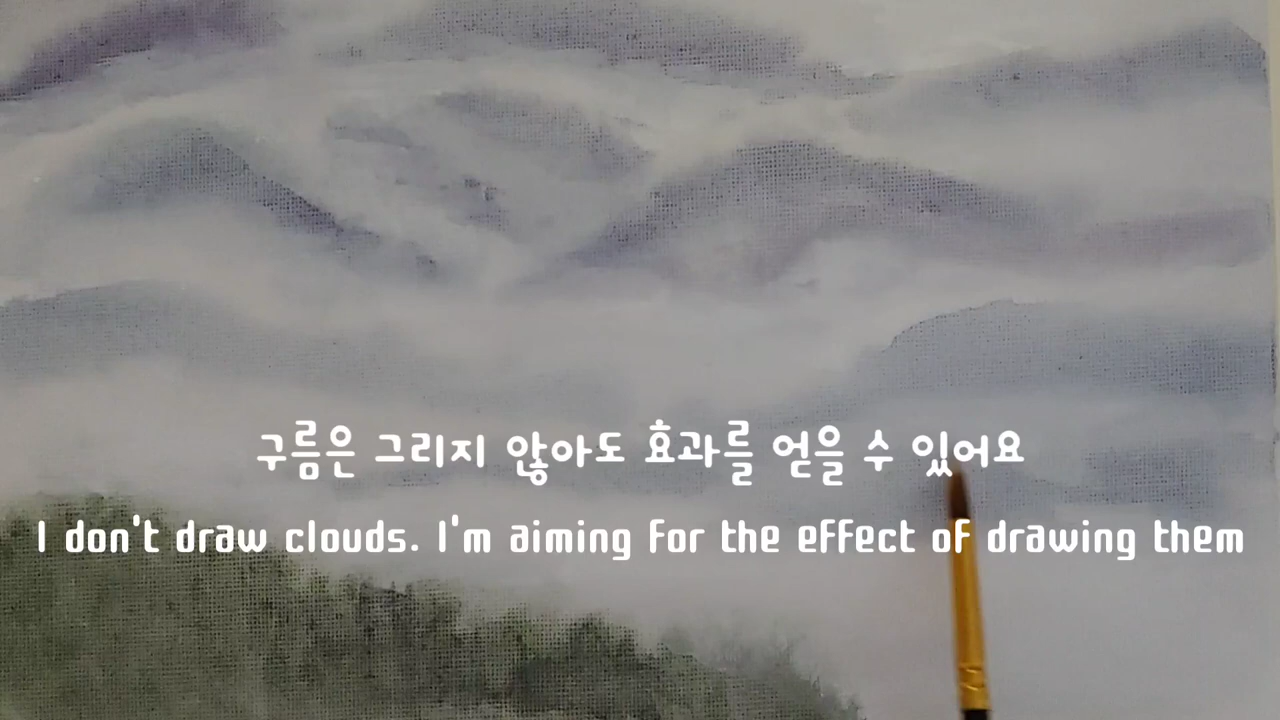 구름은 그리지 않아도 효과를 얻을 수 있어요
I don't draw clouds. I'm aiming for the effect of drawing them